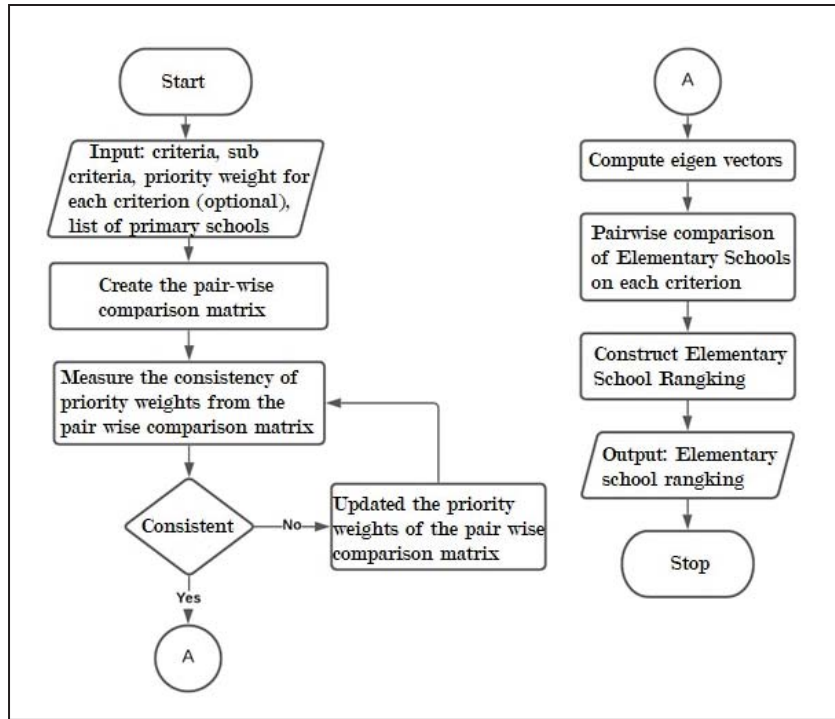 Start
Input: criteria, sub
criteria, priority weight for
each criterion (optional),
list of primary schools
Create the pair-wise
comparison matrix
Measure the consistency of
priority weights from the
pair wise comparison matrix
Consistent
No
Updated the priority
weights of the pair wise
comparison matrix
Yes
A
A
Compute eigen vectors
Pairwise comparison
of Elementary Schools
on each criterion
Construct Elementary
School Rangking
Output: Elementary
school rangking
Stop